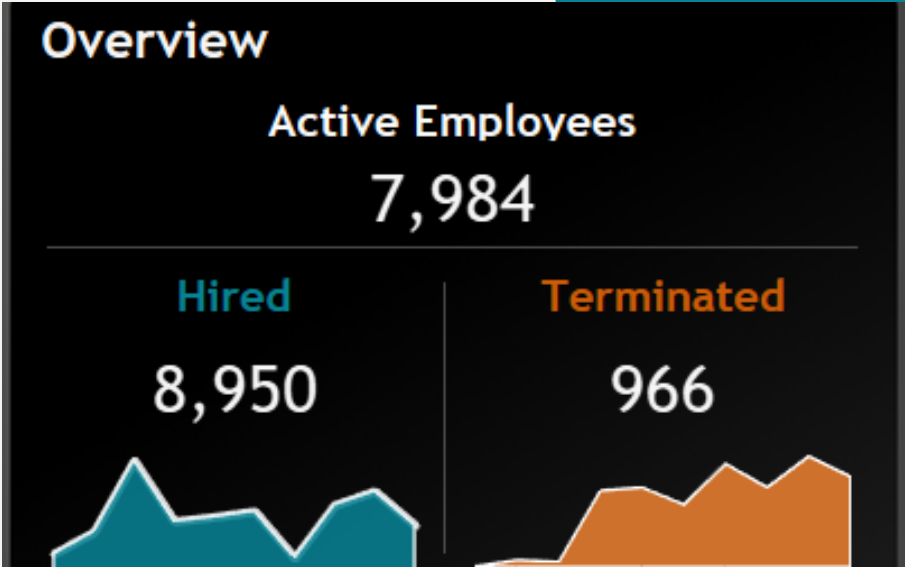 Overview
Active Employees
7,984
Hired
Terminated
8,950
966